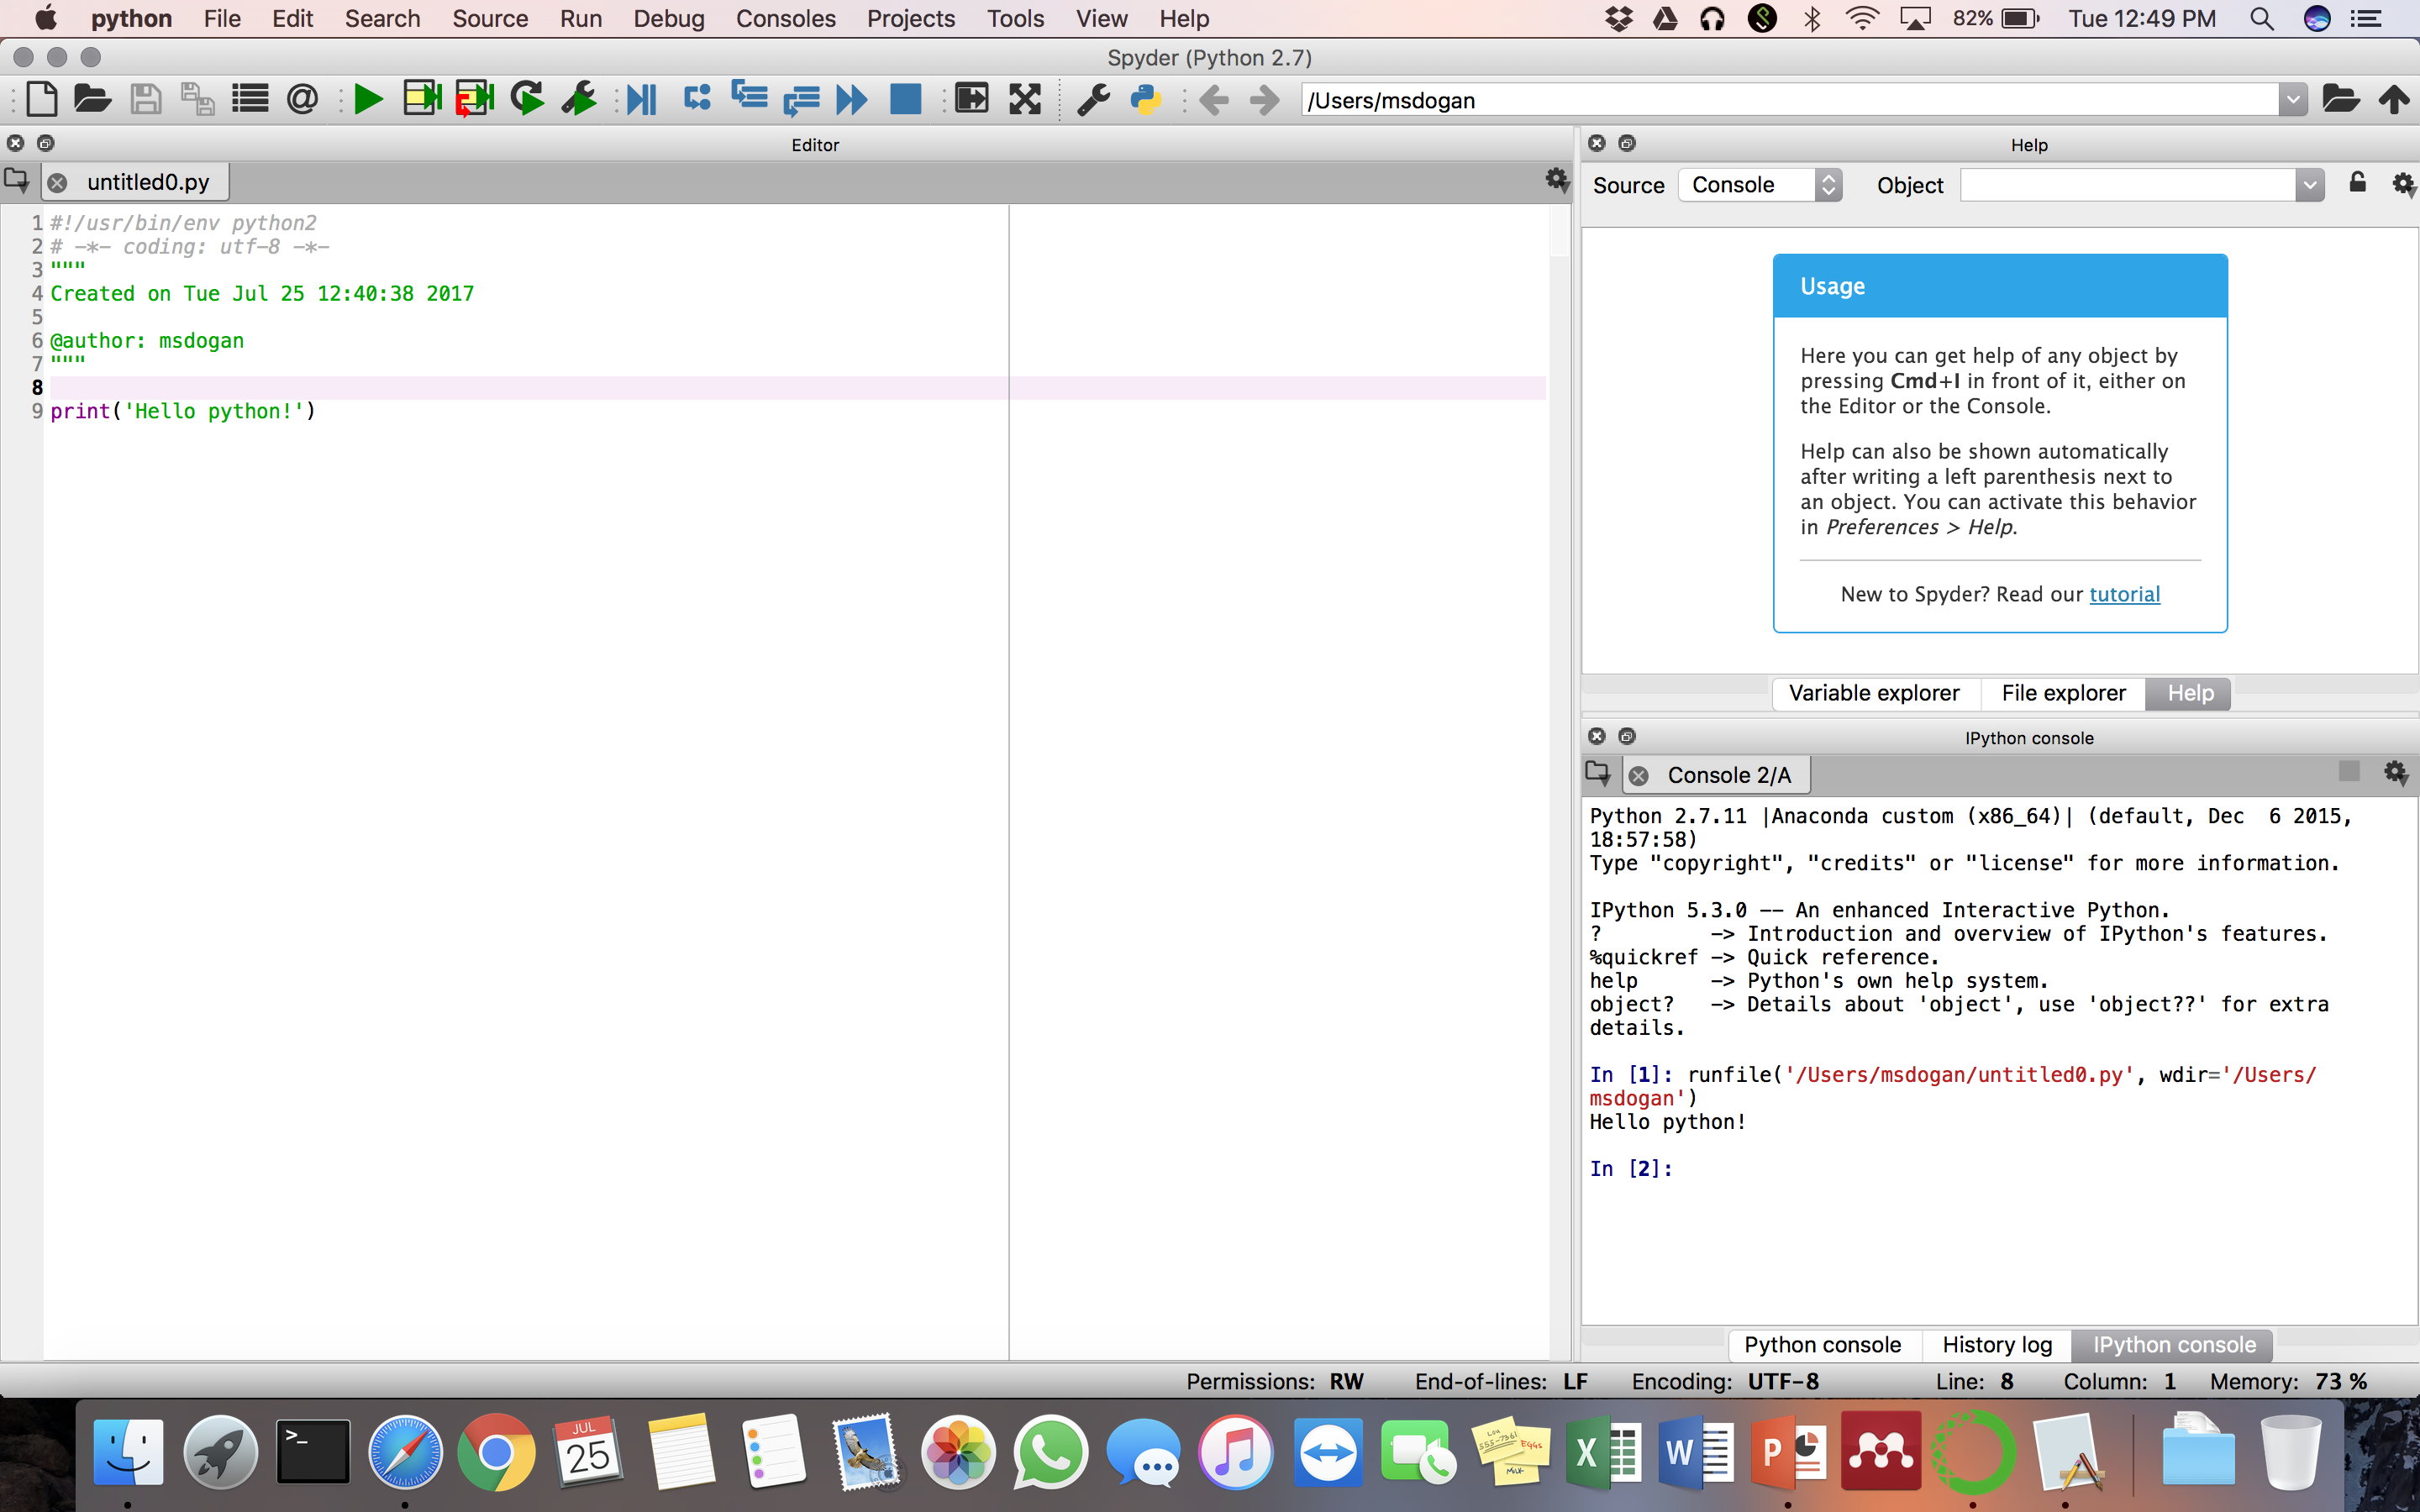 python File Edit Search Source Run Debug Consoles Projects Tools View Help 82% Tue 12:49 PM
Spyder (Python 2.7)
/Users/msdogan
Editor
untitled0.py
1 #!/usr/bin/env python2
2 # -*- coding: utf-8 -*-
3 """
4 Created on Tue Jul 25 12:40:38 2017
5
6 @author: msdogan
7 """
8
9 print('Hello python!')
Help
Source Console Object
Usage
Here you can get help of any object by
pressing Cmd+I in front of it, either on
the Editor or the Console.
Help can also be shown automatically
after writing a left parenthesis next to
an object. You can activate this behavior
in Preferences > Help.
New to Spyder? Read our tutorial
Variable explorer File explorer Help
IPython console
Console 2/A
Python 2.7.11 |Anaconda custom (x86_64)| (default, Dec  6 2015,
18:57:58)
Type "copyright", "credits" or "license" for more information.
IPython 5.3.0 -- An enhanced Interactive Python.
?         -> Introduction and overview of IPython's features.
%quickref -> Quick reference.
help      -> Python's own help system.
object?   -> Details about 'object', use 'object??' for extra
details.
In [1]: runfile('/Users/msdogan/untitled0.py', wdir='/Users/
msdogan')
Hello python!
In [2]:
Python console History log IPython console
Permissions: RW End-of-lines: LF Encoding: UTF-8 Line: 8 Column: 1 Memory: 73 %
>_
JUL
25
555-7361
EGGS
MILK
X
W
P